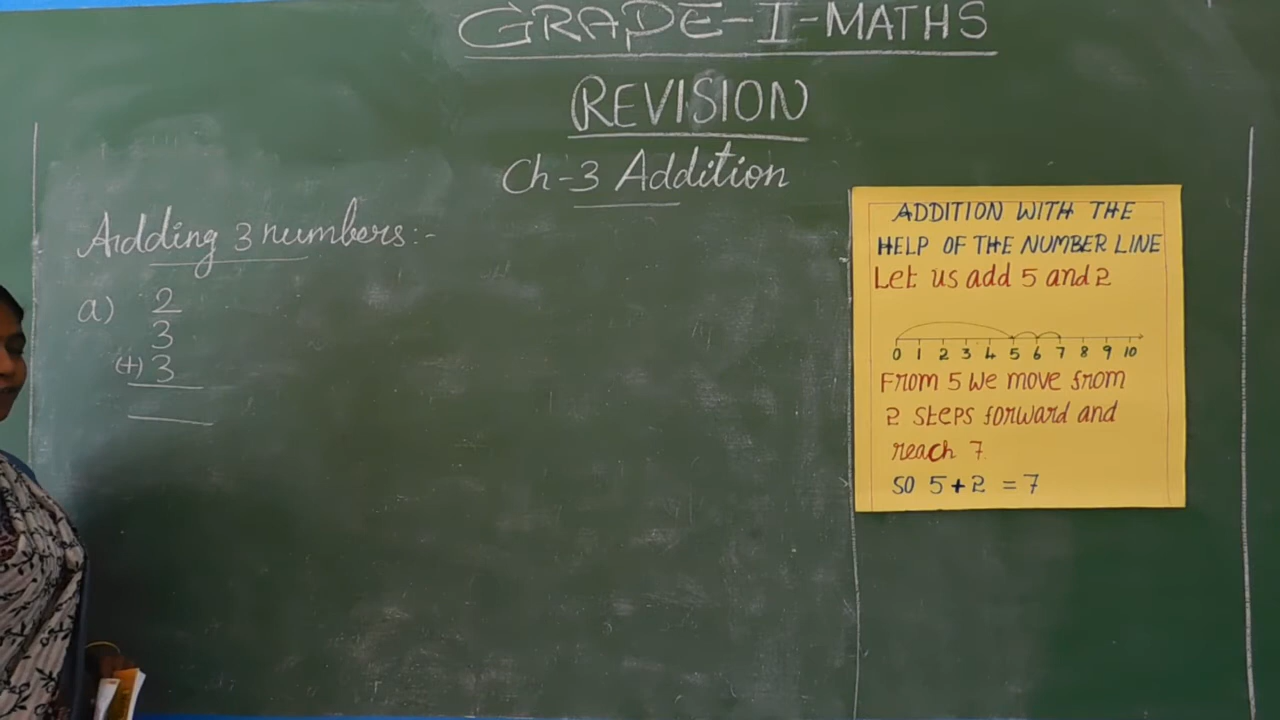 GRADE-I-MATHS
REVISION
Ch-3 Addition
Adding 3 numbers:-
a) 2
3
(+) 3
ADDITION WITH THE
HELP OF THE NUMBER LINE
Let us add 5 and 2
0 1 2 3 4 5 6 7 8 9 10
From 5 we move from
2 steps forward and
reach 7
so 5+2 = 7